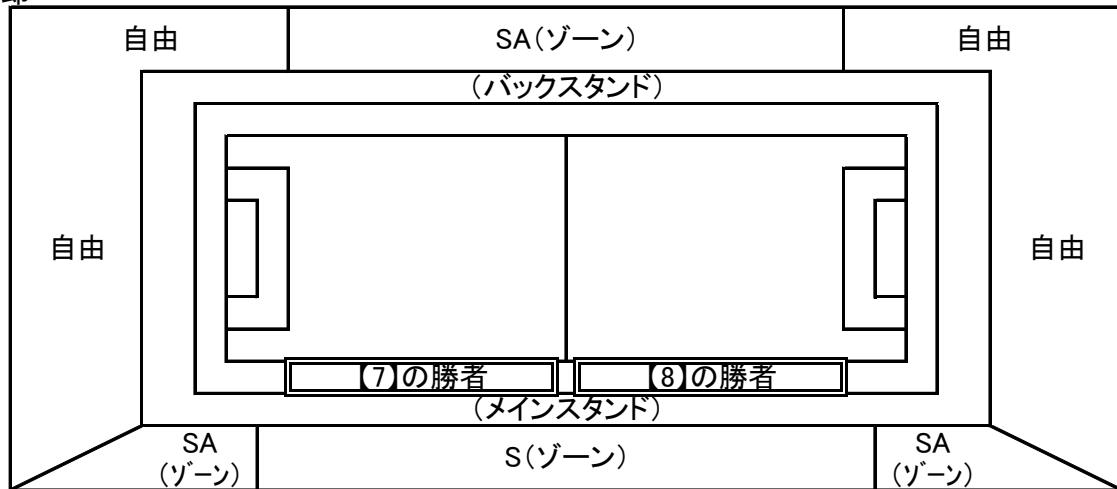 自由 SA(ゾーン) 自由
(バックスタンド)
自由 自由
【7】の勝者 【8】の勝者
(メインスタンド)
SA
(ゾーン)
S(ゾーン)
SA
(ゾーン)